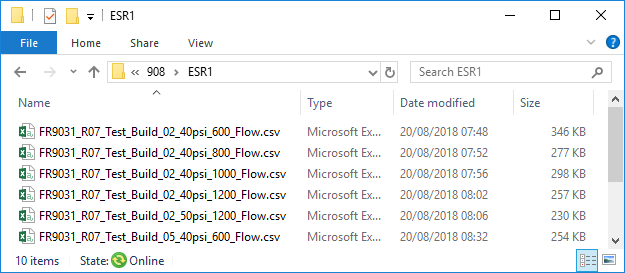 ESR1
File Home Share View
« 908 › ESR1 Search ESR1
Name Type Date modified Size
FR9031_R07_Test_Build_02_40psi_600_Flow.csv Microsoft Ex... 20/08/2018 07:48 346 KB
FR9031_R07_Test_Build_02_40psi_800_Flow.csv Microsoft Ex... 20/08/2018 07:52 277 KB
FR9031_R07_Test_Build_02_40psi_1000_Flow.csv Microsoft Ex... 20/08/2018 07:56 298 KB
FR9031_R07_Test_Build_02_40psi_1200_Flow.csv Microsoft Ex... 20/08/2018 08:02 257 KB
FR9031_R07_Test_Build_02_50psi_1200_Flow.csv Microsoft Ex... 20/08/2018 08:06 230 KB
FR9031_R07_Test_Build_05_40psi_600_Flow.csv Microsoft Ex... 20/08/2018 08:32 254 KB
10 items State: Online